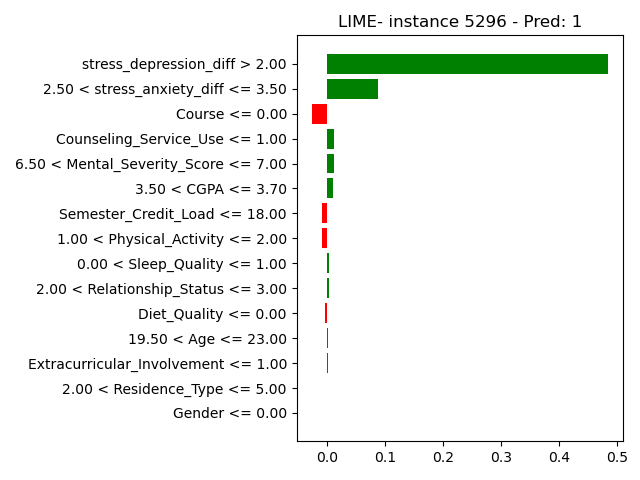 LIME- instance 5296 - Pred: 1
stress_depression_diff > 2.00
2.50 < stress_anxiety_diff <= 3.50
Course <= 0.00
Counseling_Service_Use <= 1.00
6.50 < Mental_Severity_Score <= 7.00
3.50 < CGPA <= 3.70
Semester_Credit_Load <= 18.00
1.00 < Physical_Activity <= 2.00
0.00 < Sleep_Quality <= 1.00
2.00 < Relationship_Status <= 3.00
Diet_Quality <= 0.00
19.50 < Age <= 23.00
Extracurricular_Involvement <= 1.00
2.00 < Residence_Type <= 5.00
Gender <= 0.00
0.0 0.1 0.2 0.3 0.4 0.5